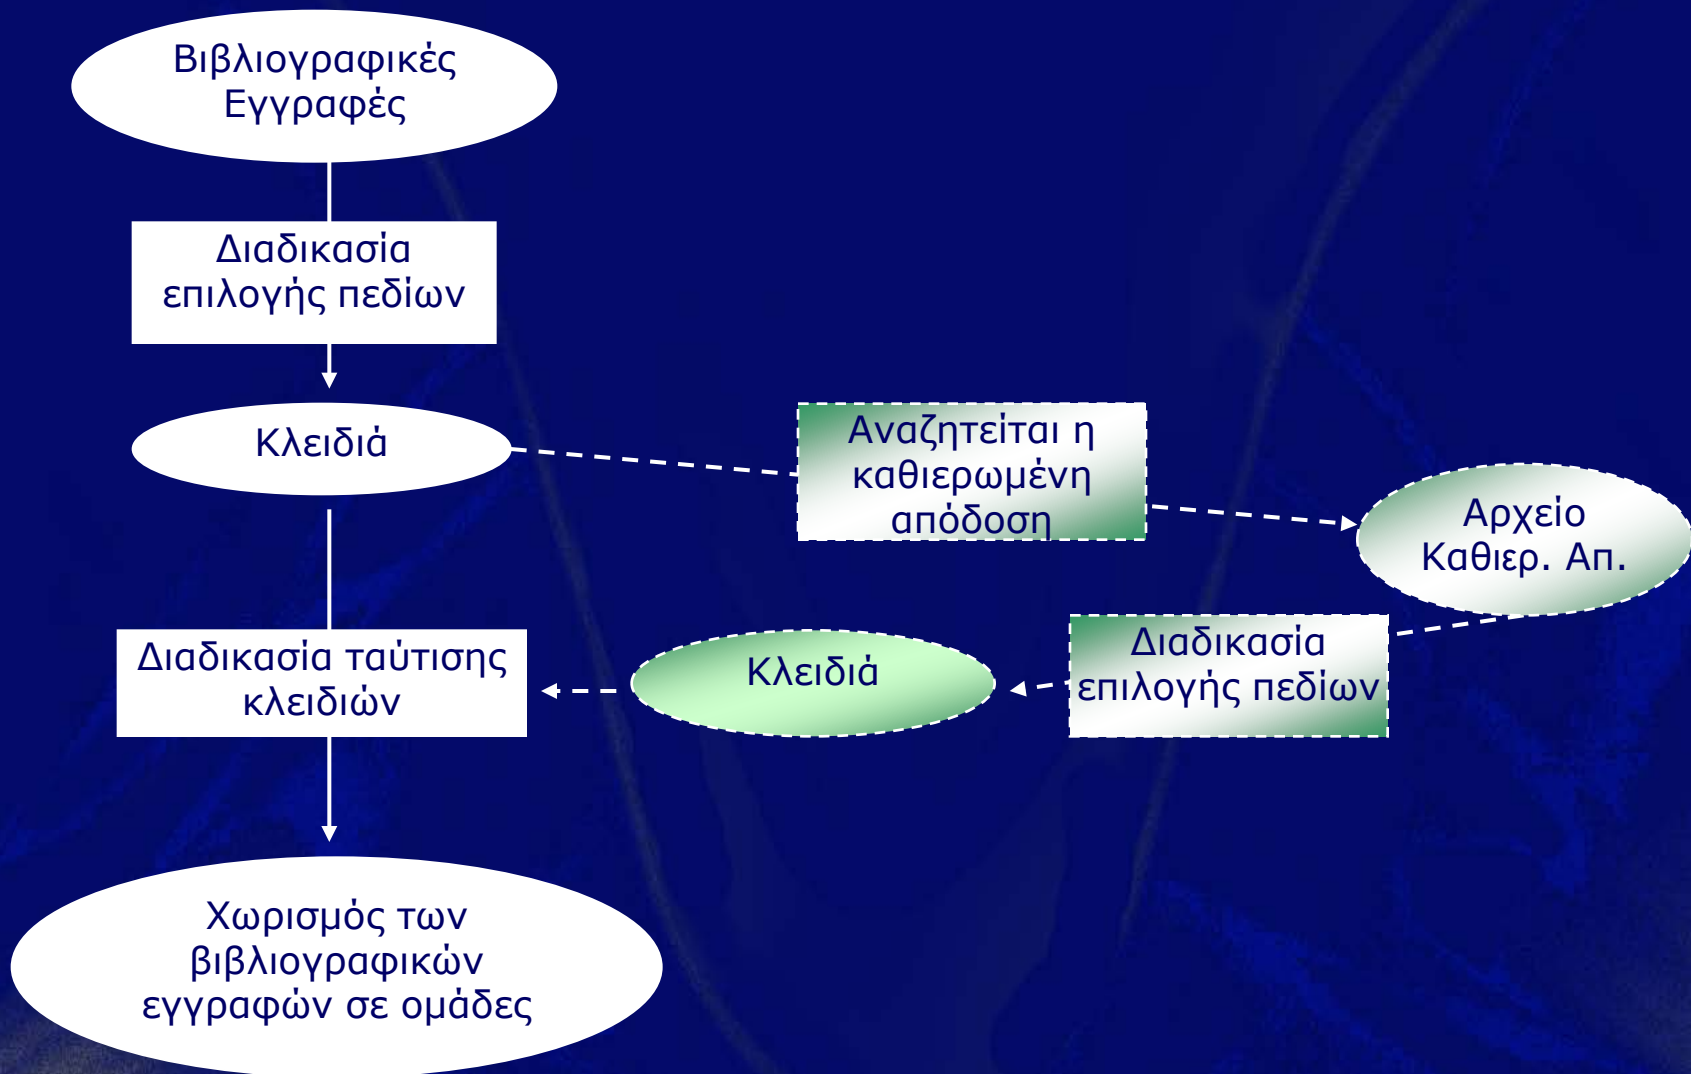 Βιβλιογραφικές
Εγγραφές
Διαδικασία
επιλογής πεδίων
Κλειδιά
Αναζητείται η
καθιερωμένη
απόδοση
Αρχείο
Καθιερ. Απ.
Διαδικασία
επιλογής πεδίων
Κλειδιά
Διαδικασία ταύτισης
κλειδιών
Χωρισμός των
βιβλιογραφικών
εγγραφών σε ομάδες